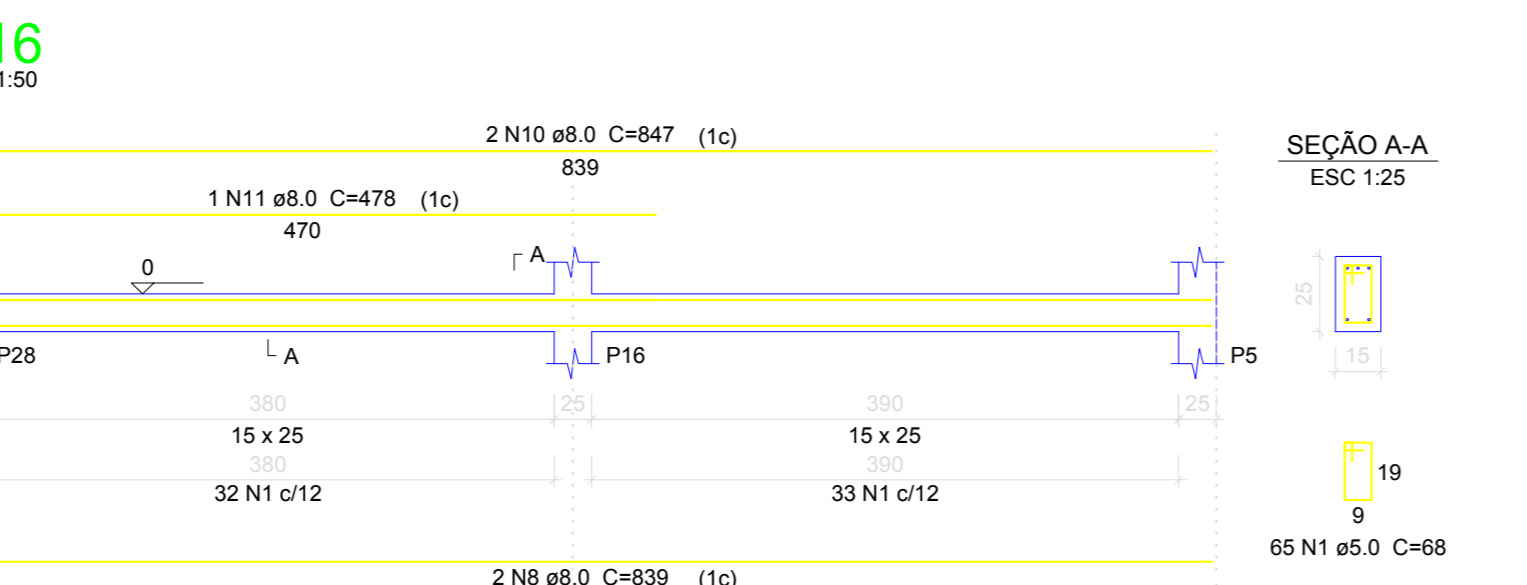 16
1:50
2 N10 ø8.0 C=847 (1c)
839
SEÇÃO A-A
ESC 1:25
1 N11 ø8.0 C=478 (1c)
470
A
0
25
P28
A
P16
P5
15
380
25
390
25
15 x 25
15 x 25
380
390
32 N1 c/12
33 N1 c/12
19
9
65 N1 ø5.0 C=68
2 N8 ø8.0 C=839 (1c)